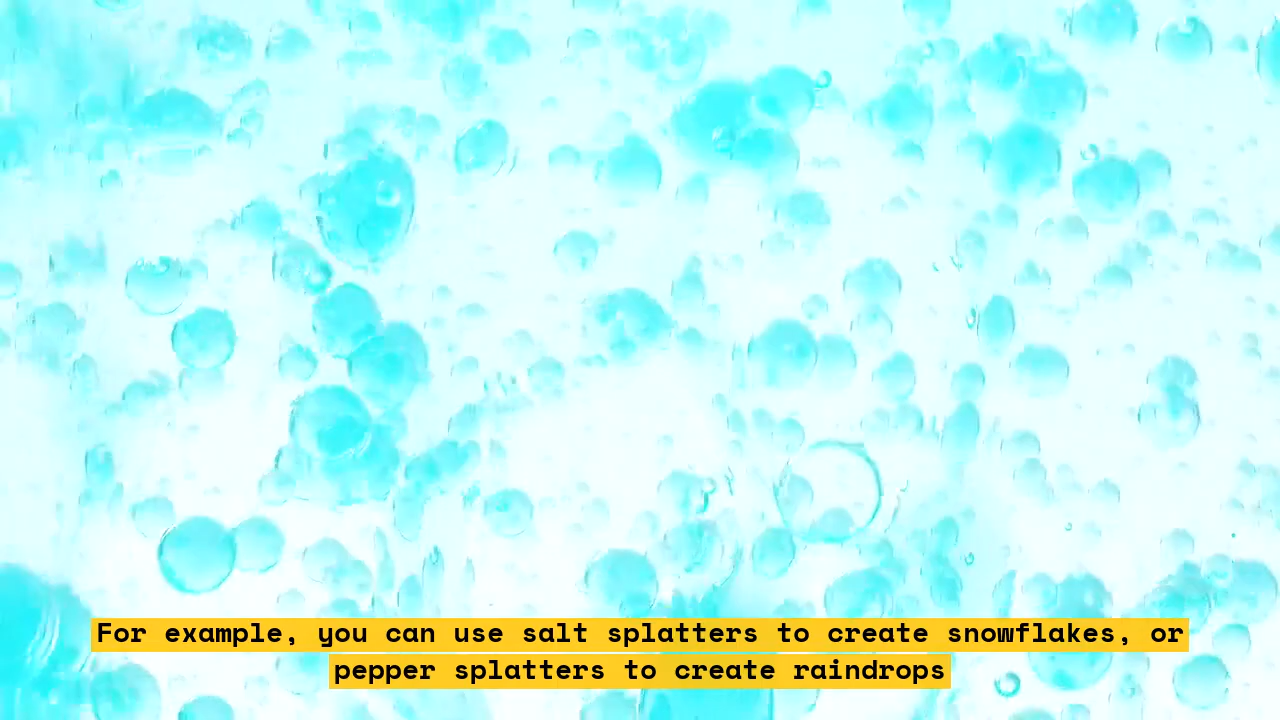 For example, you can use salt splatters to create snowflakes, or
pepper splatters to create raindrops